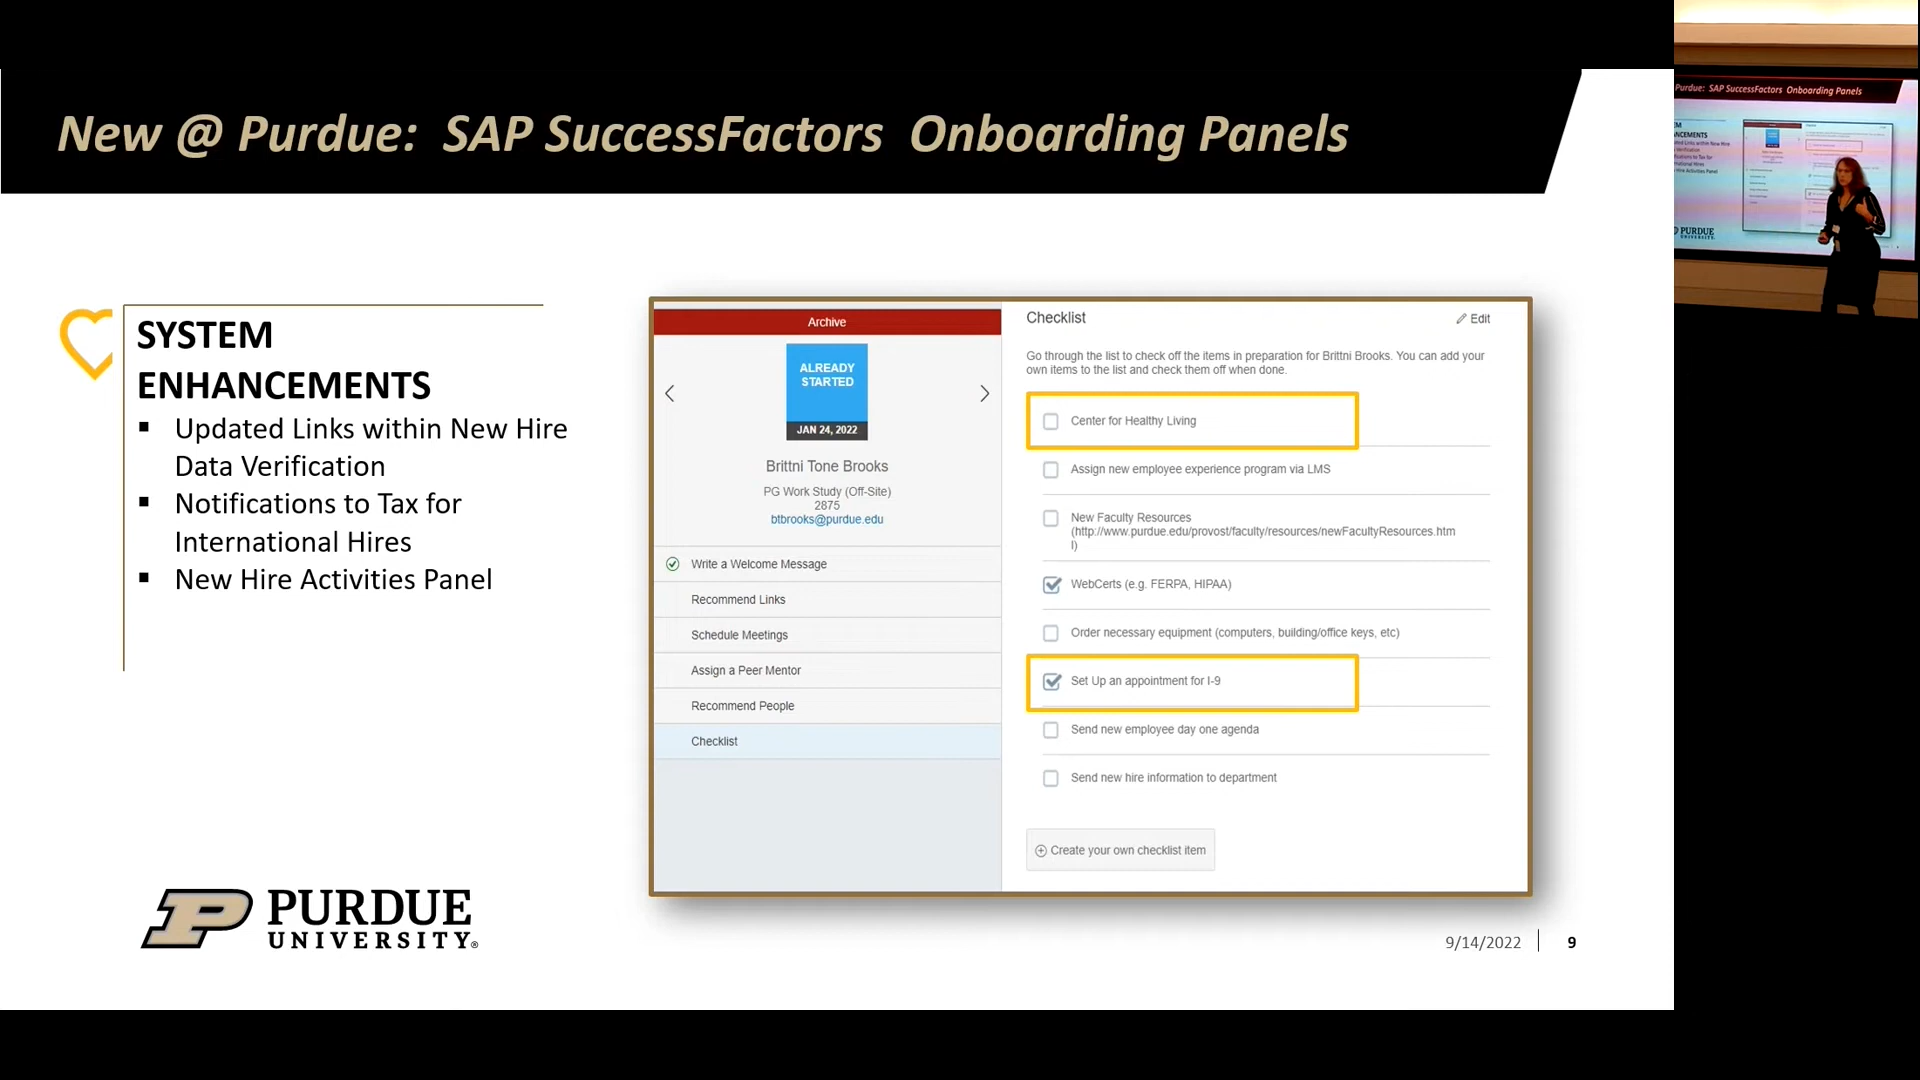 New @ Purdue: SAP SuccessFactors Onboarding Panels
SYSTEM
ENHANCEMENTS
▪ Updated Links within New Hire
Data Verification
▪ Notifications to Tax for
International Hires
▪ New Hire Activities Panel
Archive
ALREADY
STARTED
JAN 24, 2022
Brittni Tone Brooks
PG Work Study (Off-Site)
2875
btbrooks@purdue.edu
Write a Welcome Message
Recommend Links
Schedule Meetings
Assign a Peer Mentor
Recommend People
Checklist
Checklist
Edit
Go through the list to check off the items in preparation for Brittni Brooks. You can add your
own items to the list and check them off when done.
Center for Healthy Living
Assign new employee experience program via LMS
New Faculty Resources
(http://www.purdue.edu/provost/faculty/resources/newFacultyResources.htm
l)
WebCerts (e.g. FERPA, HIPAA)
Order necessary equipment (computers, building/office keys, etc)
Set Up an appointment for I-9
Send new employee day one agenda
Send new hire information to department
Create your own checklist item
PURDUE
UNIVERSITY®
9/14/2022
9
Purdue: SAP SuccessFactors Onboarding Panels
PURDUE
UNIVERSITY